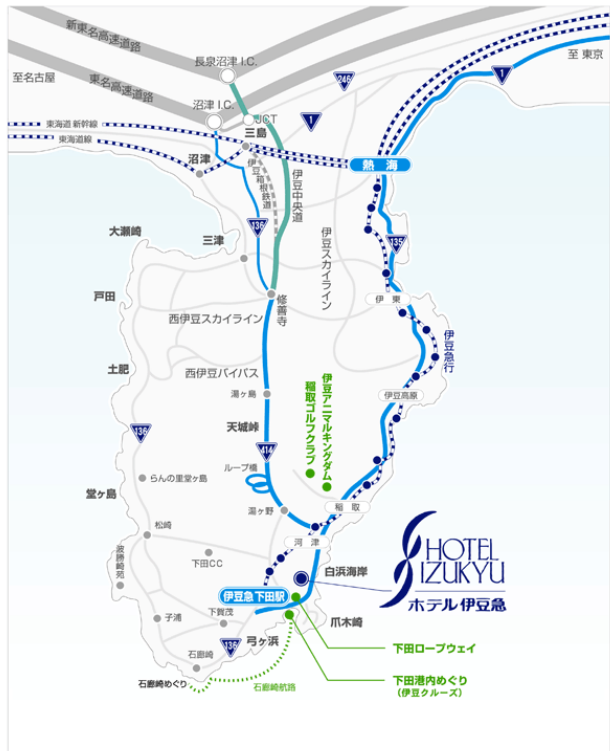 新東名高速道路
至 東京
長泉沼津 I.C.
至名古屋
東名高速道路
246
1
沼津 I.C.
JCT
1
東海道 新幹線
三島
東海道線
沼津
熱海
伊豆箱根鉄道
伊豆中央道
136
大瀬崎
三津
伊豆スカイライン
135
戸田
修善寺
伊東
西伊豆スカイライン
伊豆急行
土肥
西伊豆バイパス
湯ヶ島
伊豆高原
伊豆アニマルキングダム
稲取ゴルフクラブ
天城峠
136
414
ループ橋
らんの里堂ヶ島
堂ヶ島
湯ヶ野
稲取
松崎
河津
HOTEL
IZUKYU
ホテル伊豆急
下田CC
白浜海岸
波勝崎苑
伊豆急下田駅
子浦
下賀茂
爪木崎
弓ヶ浜
136
下田ロープウェイ
石廊崎
石廊崎めぐり
石廊崎航路
下田港内めぐり
(伊豆クルーズ)